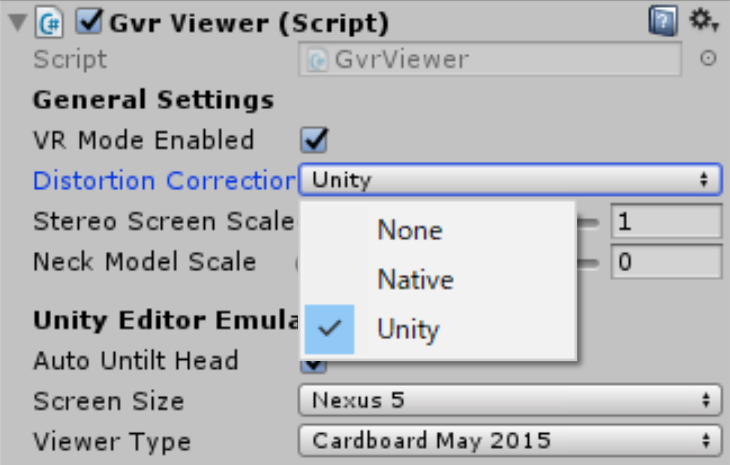 Gvr Viewer (Script)
Script GvrViewer
General Settings
VR Mode Enabled
Distortion Correction Unity
Stereo Screen Scale 1
None
Neck Model Scale 0
Native
Unity Editor Emula
Unity
Auto Untilt Head
Screen Size Nexus 5
Viewer Type Cardboard May 2015